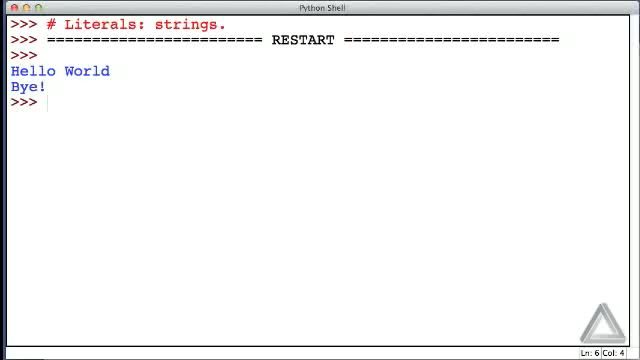 Python Shell
>>> # Literals: strings.
>>> ======================== RESTART ========================
>>>
Hello World
Bye!
>>>
Ln: 6 Col: 4